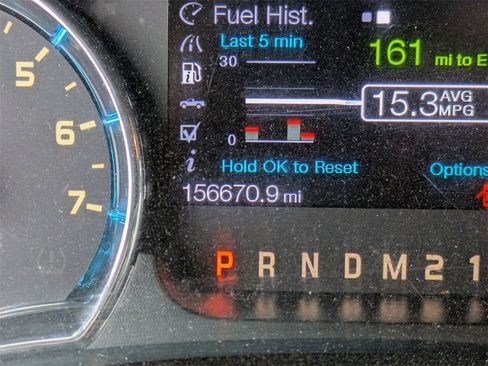 Fuel Hist.
Last 5 min
30
161 mi to E
15.3 AVG MPG
0
Hold OK to Reset
Options
156670.9 mi
5
6
7
P R N D M 2 1